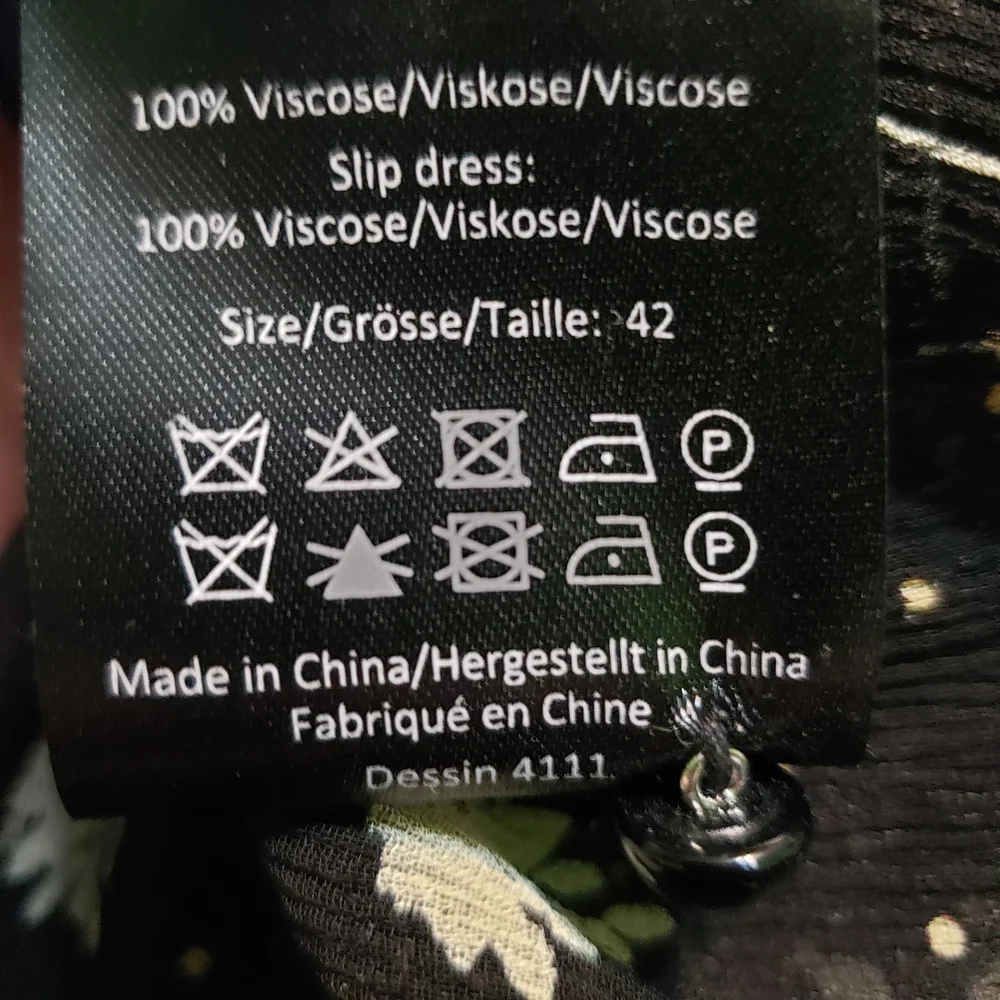 100% Viscose/Viskose/Viscose
Slip dress:
100% Viscose/Viskose/Viscose
Size/Grösse/Taille: 42
P
P
Made in China/Hergestellt in China
Fabriqué en Chine
Dessin 4111